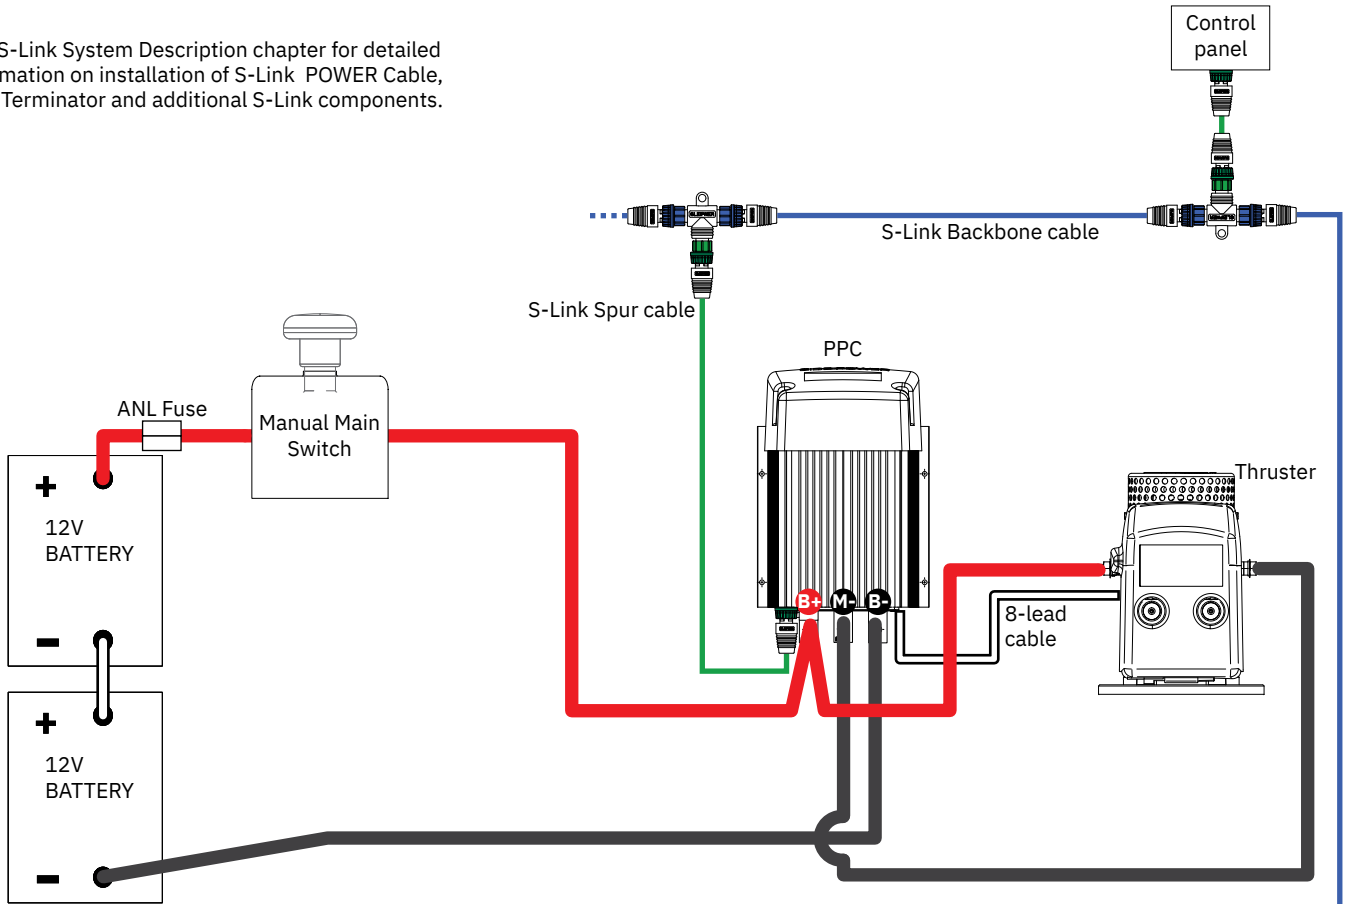 S-Link System Description chapter for detailed
mation on installation of S-Link POWER Cable,
Terminator and additional S-Link components.
Control
panel
S-Link Backbone cable
S-Link Spur cable
PPC
ANL Fuse
Manual Main
Switch
Thruster
+
12V
BATTERY
-
B+
M-
B-
8-lead
cable
+
12V
BATTERY
-